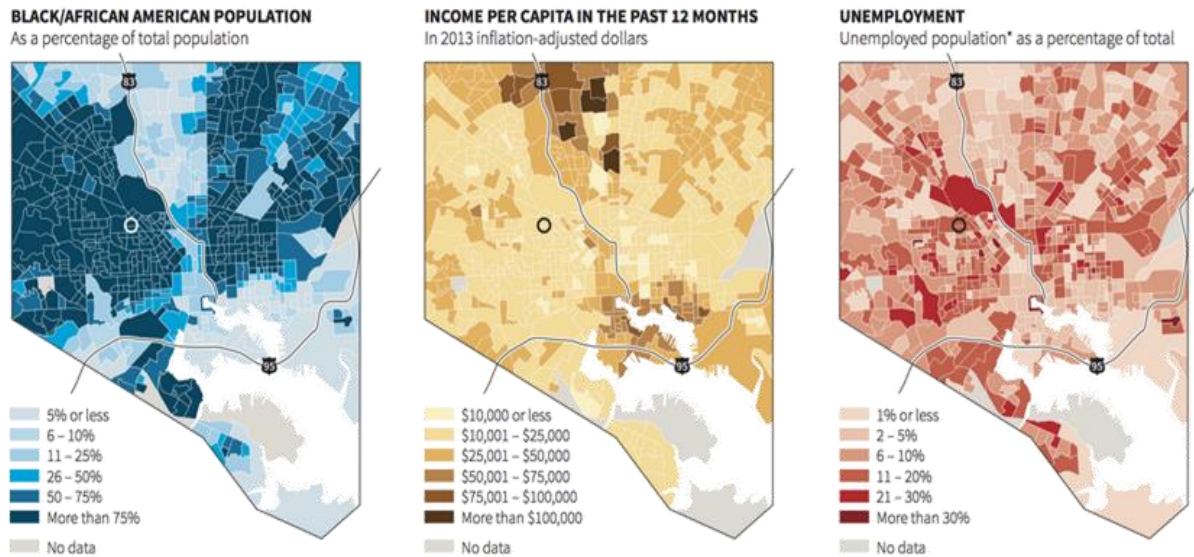 BLACK/AFRICAN AMERICAN POPULATION
As a percentage of total population
83
95
5% or less
6 – 10%
11 – 25%
26 – 50%
50 – 75%
More than 75%
No data
INCOME PER CAPITA IN THE PAST 12 MONTHS
In 2013 inflation-adjusted dollars
83
95
$10,000 or less
$10,001 – $25,000
$25,001 – $50,000
$50,001 – $75,000
$75,001 – $100,000
More than $100,000
No data
UNEMPLOYMENT
Unemployed population* as a percentage of total
83
95
1% or less
2 – 5%
6 – 10%
11 – 20%
21 – 30%
More than 30%
No data